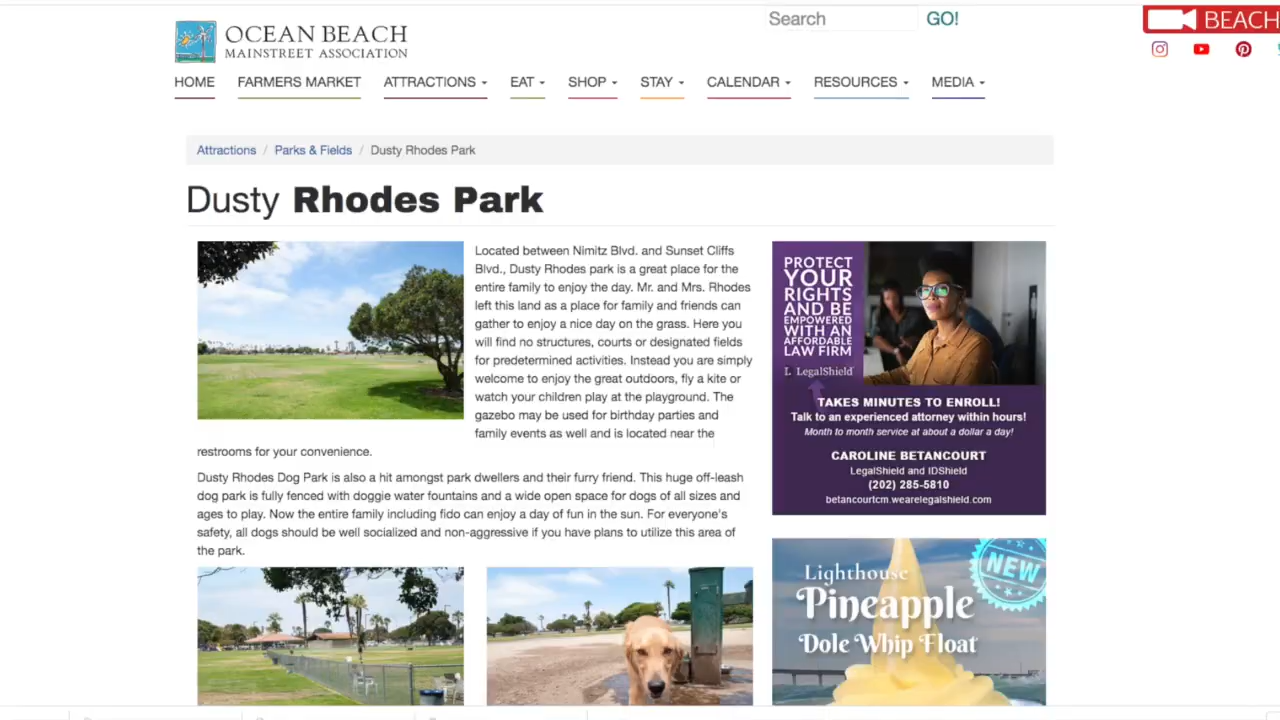 OCEAN BEACH
MAINSTREET ASSOCIATION
Search
GO!
BEACH
HOME
FARMERS MARKET
ATTRACTIONS
EAT
SHOP
STAY
CALENDAR
RESOURCES
MEDIA
Attractions / Parks & Fields / Dusty Rhodes Park
Dusty Rhodes Park
Located between Nimitz Blvd. and Sunset Cliffs
Blvd., Dusty Rhodes park is a great place for the
entire family to enjoy the day. Mr. and Mrs. Rhodes
left this land as a place for family and friends can
gather to enjoy a nice day on the grass. Here you
will find no structures, courts or designated fields
for predetermined activities. Instead you are simply
welcome to enjoy the great outdoors, fly a kite or
watch your children play at the playground. The
gazebo may be used for birthday parties and
family events as well and is located near the
restrooms for your convenience.
Dusty Rhodes Dog Park is also a hit amongst park dwellers and their furry friend. This huge off-leash
dog park is fully fenced with doggie water fountains and a wide open space for dogs of all sizes and
ages to play. Now the entire family including fido can enjoy a day of fun in the sun. For everyone's
safety, all dogs should be well socialized and non-aggressive if you have plans to utilize this area of
the park.
PROTECT
YOUR
RIGHTS
AND BE
EMPOWERED
WITH AN
AFFORDABLE
LAW FIRM
LegalShield
TAKES MINUTES TO ENROLL!
Talk to an experienced attorney within hours!
Month to month service at about a dollar a day!
CAROLINE BETANCOURT
LegalShield and IDShield
(202) 285-5810
betancourtcm.wearelegalshield.com
NEW
Lighthouse
Pineapple
Dole Whip Float